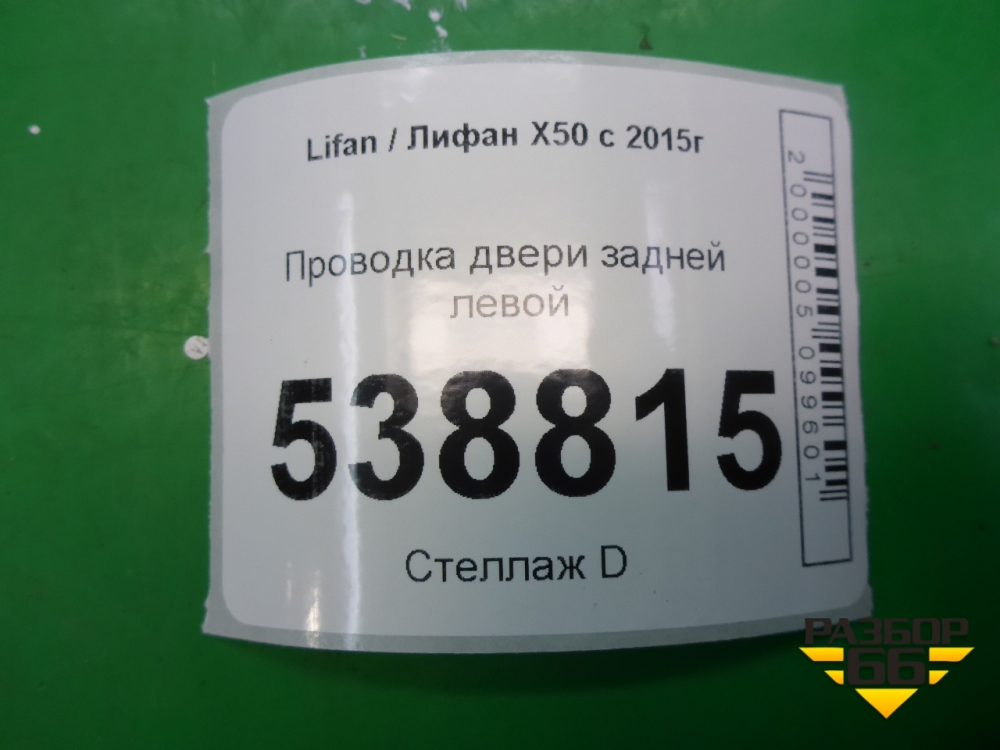 Lifan / Лифан X50 с 2015г
Проводка двери задней
левой
538815
Стеллаж D
2000005099601
РАЗБОР
66